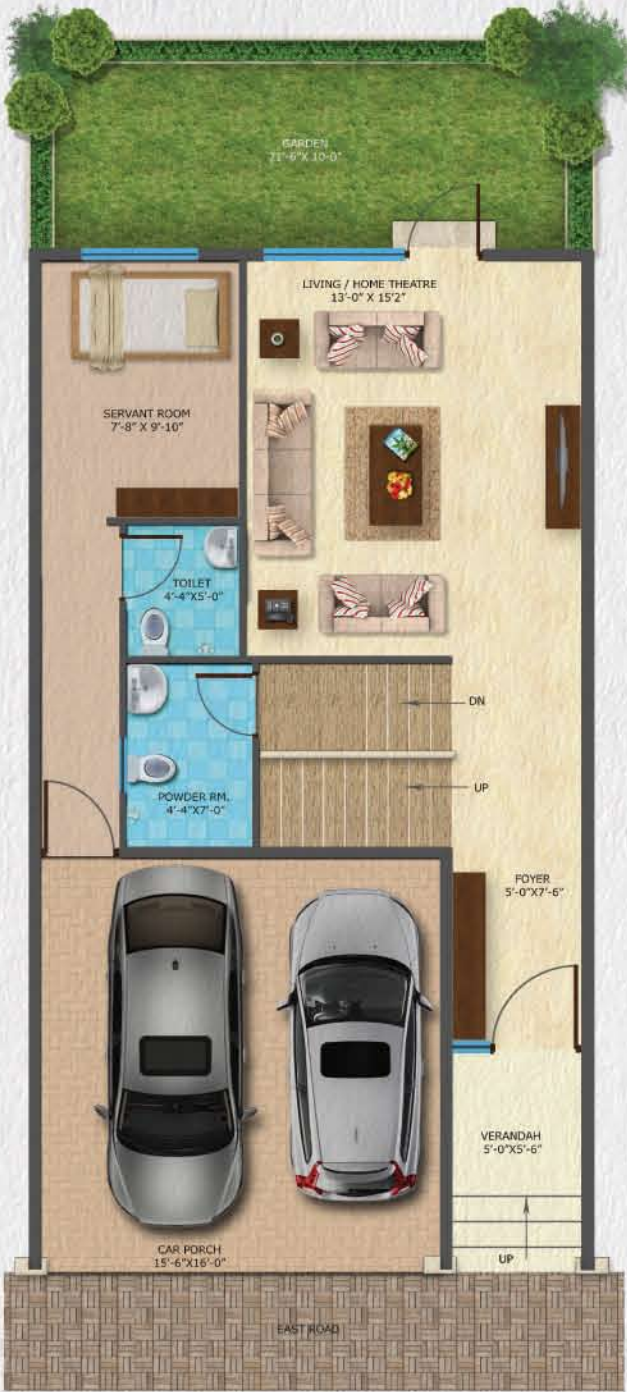 GARDEN
21'-6"X 10-0"
LIVING / HOME THEATRE
13'-0" X 15'2"
SERVANT ROOM
7'-8" X 9'-10"
TOILET
4'-4"X5'-0"
DN
UP
POWDER RM.
4'-4"X7'-0"
FOYER
5'-0"X7'-6"
VERANDAH
5'-0"X5'-6"
UP
CAR PORCH
15'-6"X16'-0"
EAST ROAD